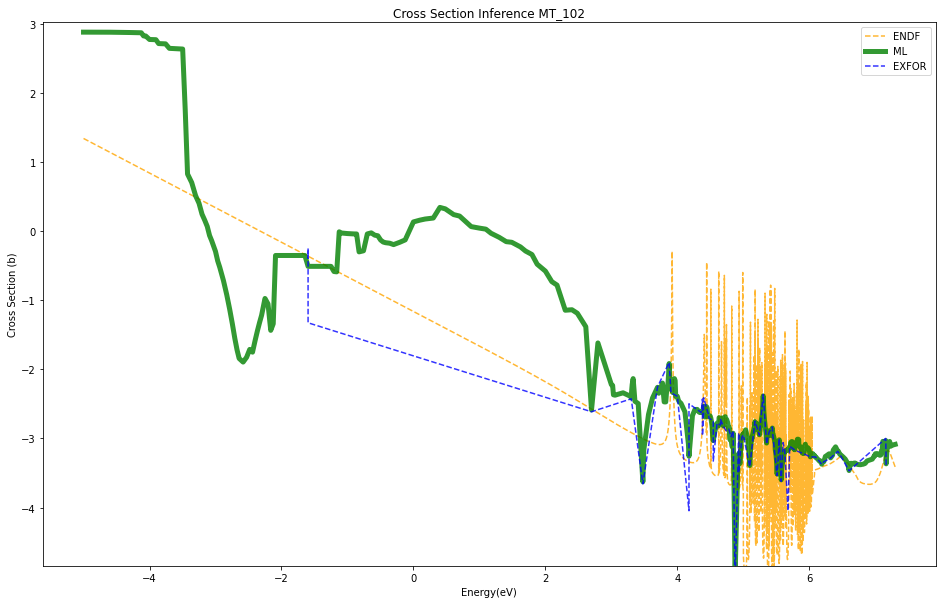 Cross Section Inference MT_102
ENDF
ML
EXFOR
Cross Section (b)
3
2
1
0
−1
−2
−3
−4
−4
−2
0
2
4
6
Energy(eV)